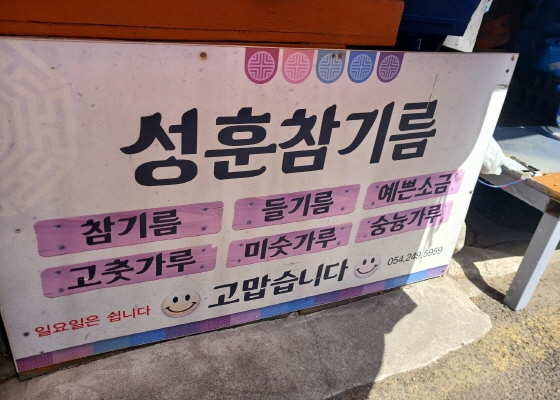 성훈참기름
참기름 들기름 예쁜소금
고춧가루 미숫가루 숭늉가루
일요일은 쉽니다 고맙습니다 054.249.5959